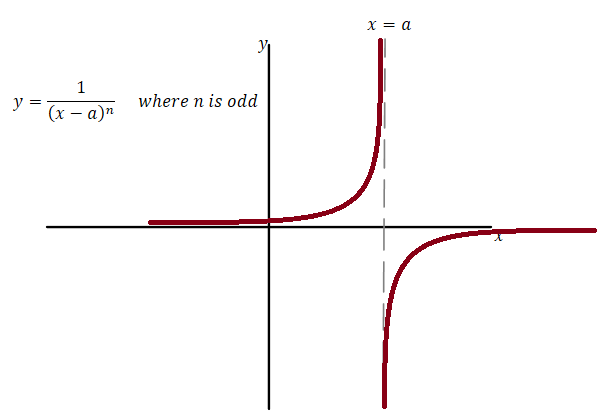 x = a
y
y = 1/(x − a)ⁿ where n is odd
x